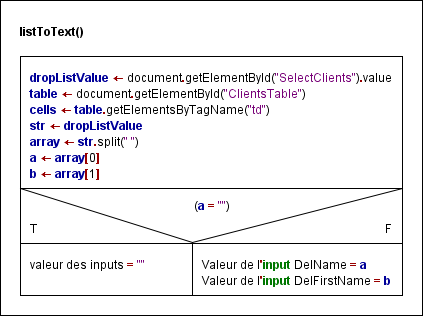 listToText()
dropListValue ← document.getElementById("SelectClients").value
table ← document.getElementById("ClientsTable")
cells ← table.getElementsByTagName("td")
str ← dropListValue
array ← str.split(" ")
a ← array[0]
b ← array[1]
(a = "")
T F
valeur des inputs = ""
Valeur de l'input DelName = a
Valeur de l'input DelFirstName = b